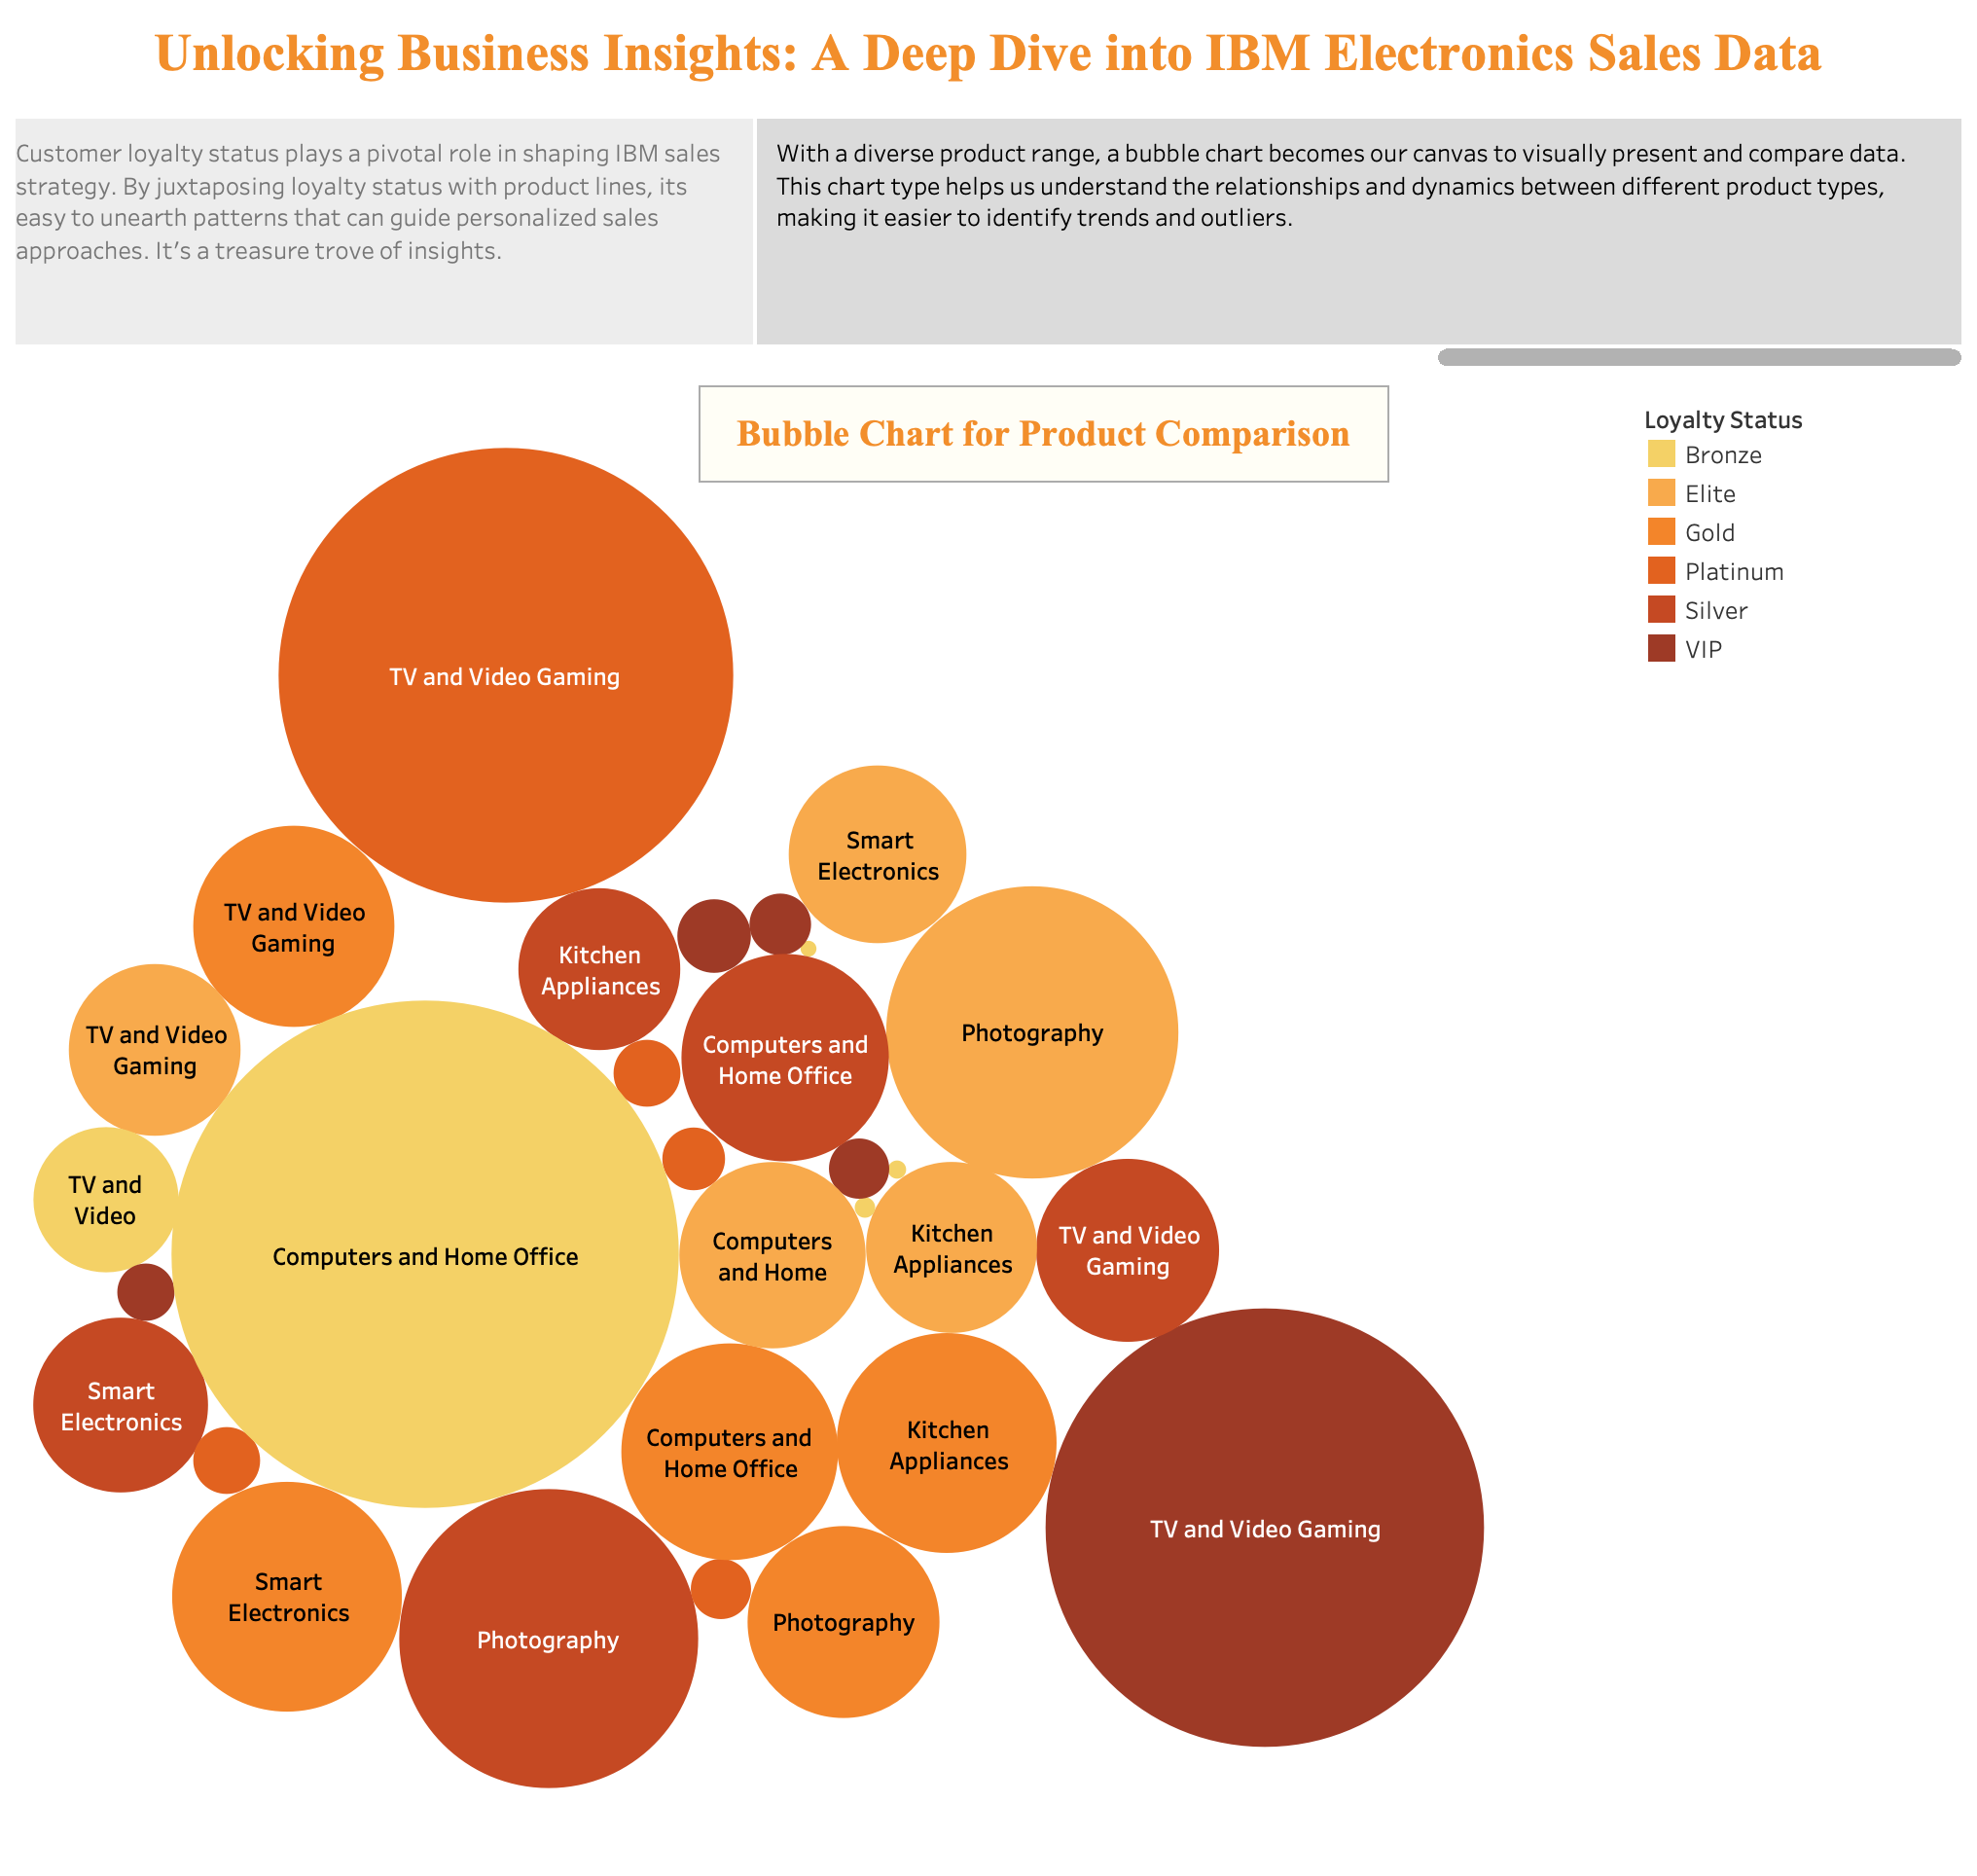 Unlocking Business Insights: A Deep Dive into IBM Electronics Sales Data
Customer loyalty status plays a pivotal role in shaping IBM sales
strategy. By juxtaposing loyalty status with product lines, its
easy to unearth patterns that can guide personalized sales
approaches. It’s a treasure trove of insights.
With a diverse product range, a bubble chart becomes our canvas to visually present and compare data.
This chart type helps us understand the relationships and dynamics between different product types,
making it easier to identify trends and outliers.
Bubble Chart for Product Comparison
Loyalty Status
Bronze
Elite
Gold
Platinum
Silver
VIP
TV and Video Gaming
Smart
Electronics
TV and Video
Gaming
Kitchen
Appliances
TV and Video
Gaming
Computers and
Home Office
Photography
TV and
Video
Computers and Home Office
Computers
and Home
Kitchen
Appliances
TV and Video
Gaming
Smart
Electronics
Computers and
Home Office
Kitchen
Appliances
TV and Video Gaming
Smart
Electronics
Photography
Photography